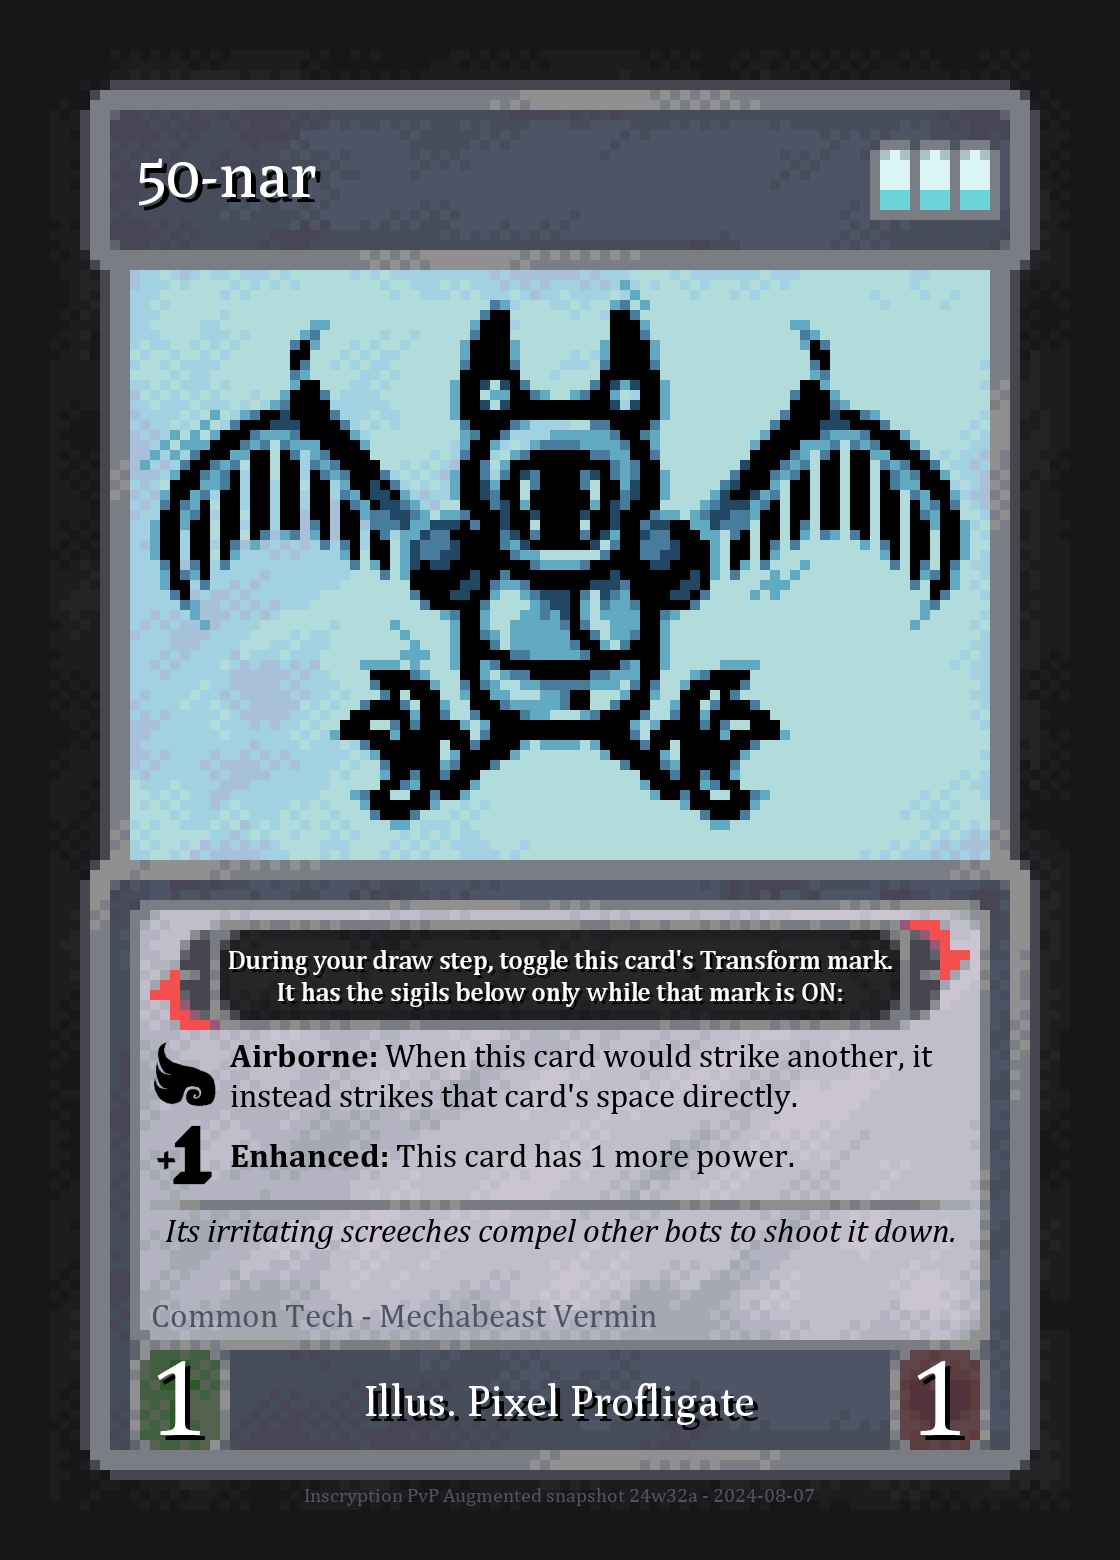 50-nar
During your draw step, toggle this card's Transform mark.
It has the sigils below only while that mark is ON:
Airborne: When this card would strike another, it
instead strikes that card's space directly.
+1
Enhanced: This card has 1 more power.
Its irritating screeches compel other bots to shoot it down.
Common Tech - Mechabeast Vermin
1
Illus. Pixel Profligate
1
Inscryption PvP Augmented snapshot 24w32a - 2024-08-07